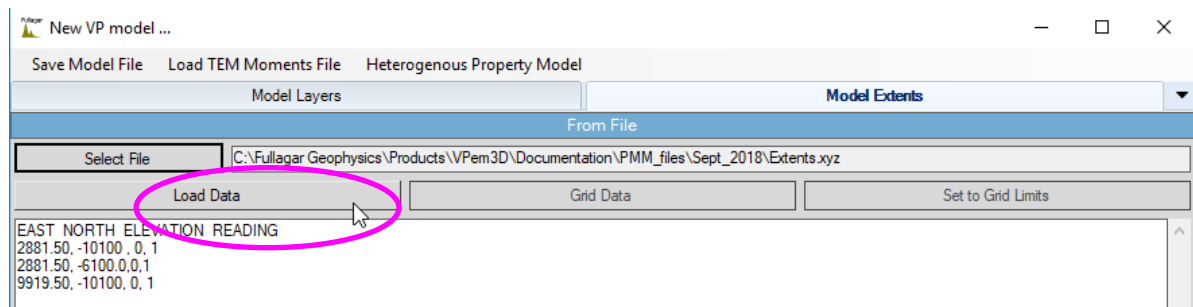 Fullagar
New VP model ...
Save Model File Load TEM Moments File Heterogenous Property Model
Model Layers Model Extents
From File
Select File C:\Fullagar Geophysics\Products\VPem3D\Documentation\PMM_files\Sept_2018\Extents.xyz
Load Data Grid Data Set to Grid Limits
EAST NORTH ELEVATION READING
2881.50, -10100 , 0, 1
2881.50, -6100.0,0,1
9919.50, -10100, 0, 1